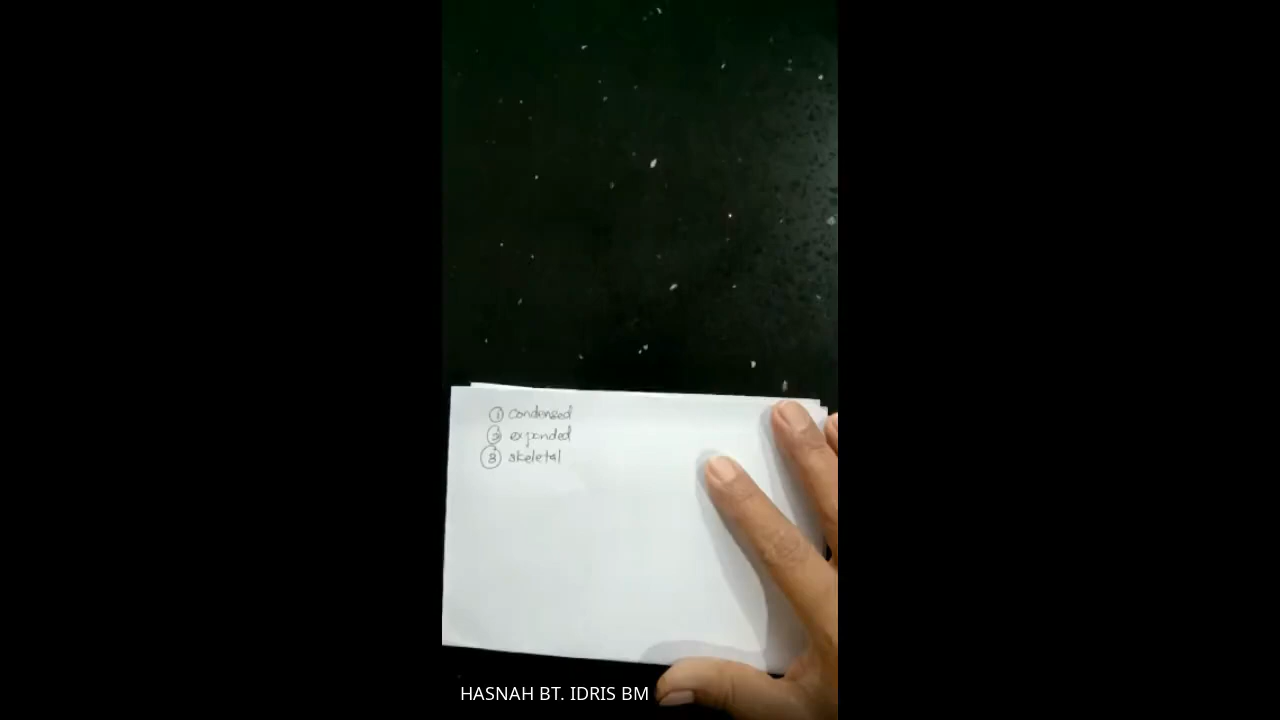 ① condensed
② expanded
③ skeletal
HASNAH BT. IDRIS BM